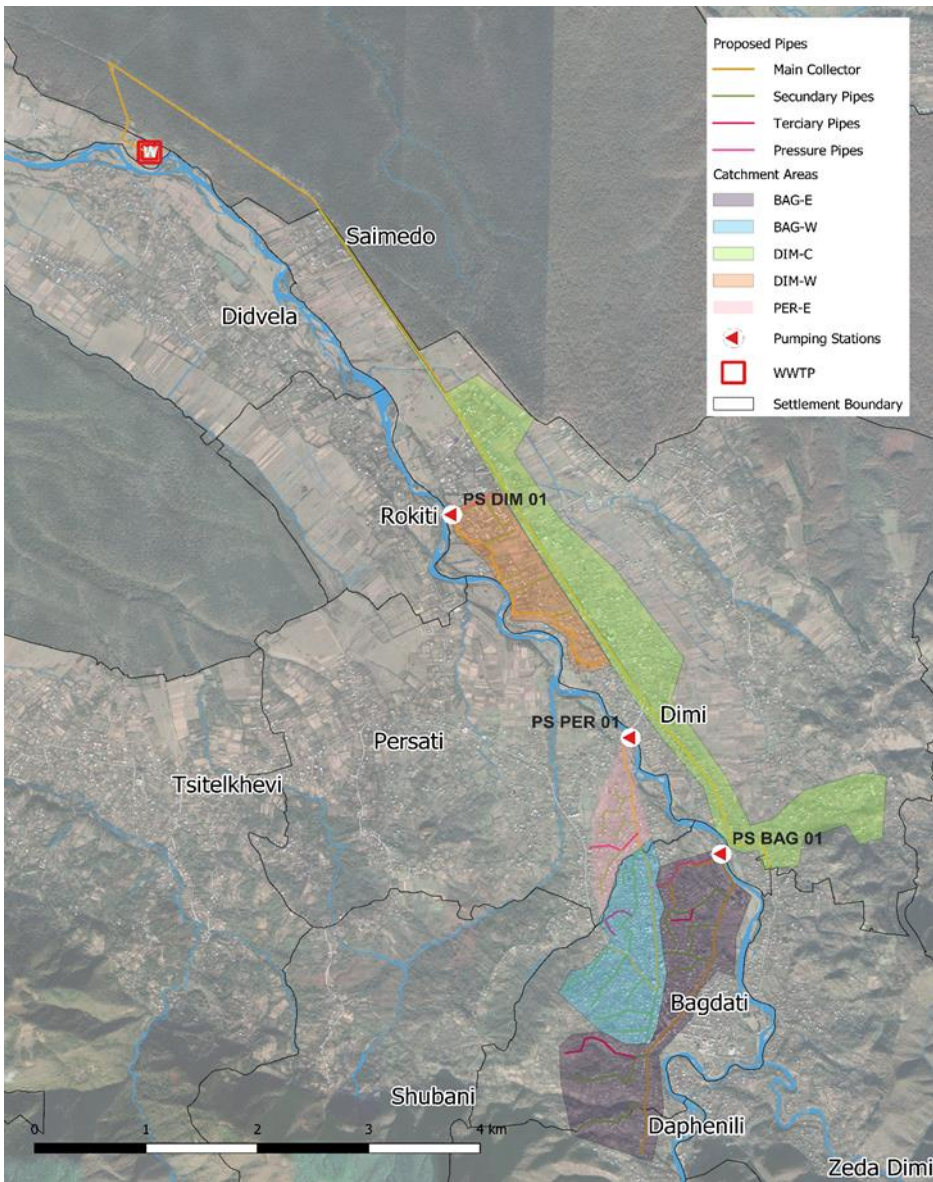 Proposed Pipes
Main Collector
Secundary Pipes
Terciary Pipes
Pressure Pipes
Catchment Areas
BAG-E
BAG-W
DIM-C
DIM-W
PER-E
Pumping Stations
WWTP
Settlement Boundary
W
Saimedo
Didvela
PS DIM 01
Rokiti
Dimi
PS PER 01
Persati
Tsitelkhevi
PS BAG 01
Bagdati
Shubani
Daphenili
0 1 2 3 4 km
Zeda Dimi